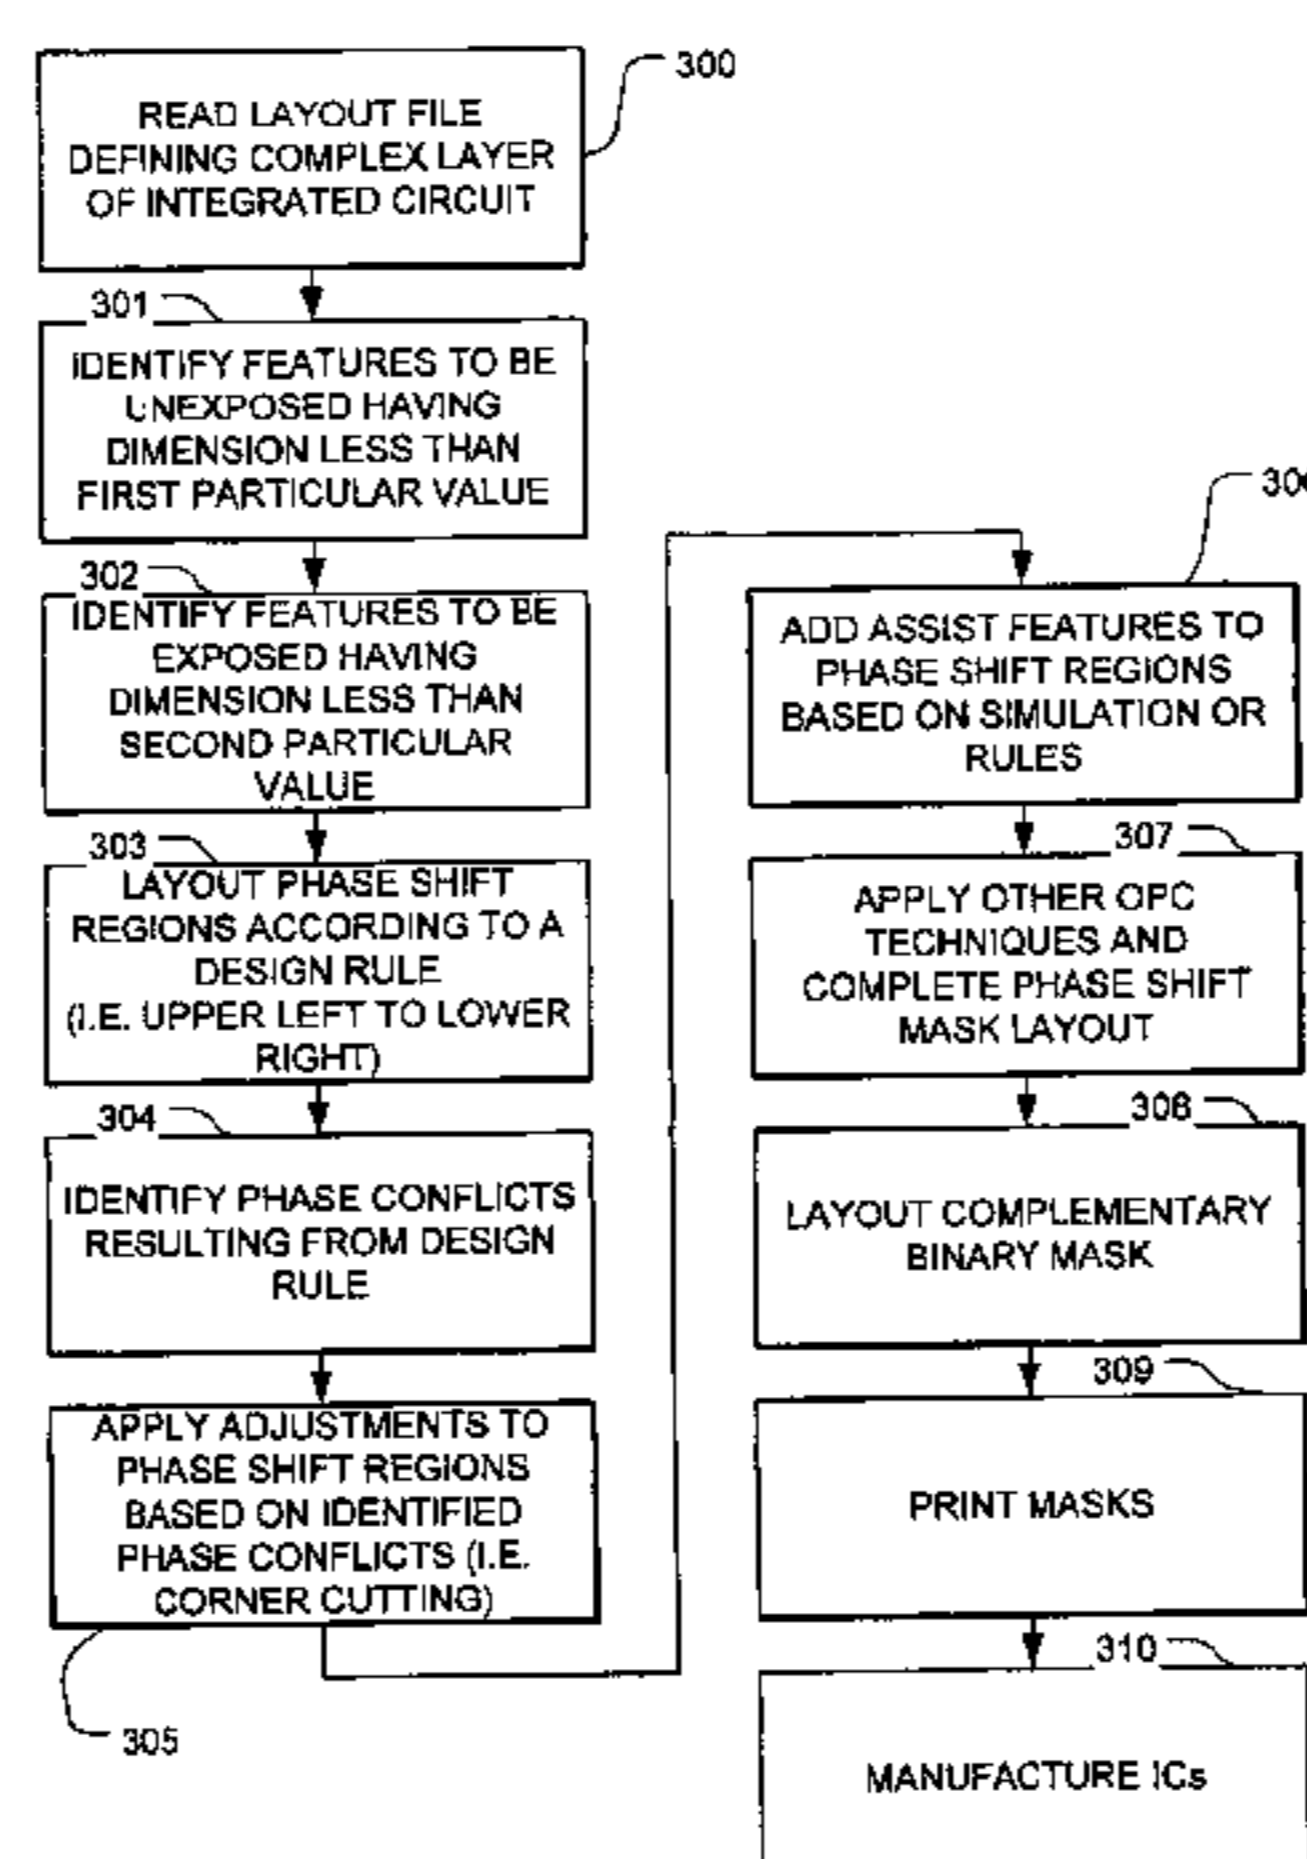 300
READ LAYOUT FILE
DEFINING COMPLEX LAYER
OF INTEGRATED CIRCUIT
301
IDENTIFY FEATURES TO BE
UNEXPOSED HAVING
DIMENSION LESS THAN
FIRST PARTICULAR VALUE
302
IDENTIFY FEATURES TO BE
EXPOSED HAVING
DIMENSION LESS THAN
SECOND PARTICULAR
VALUE
303
LAYOUT PHASE SHIFT
REGIONS ACCORDING TO A
DESIGN RULE
(I.E. UPPER LEFT TO LOWER
RIGHT)
304
IDENTIFY PHASE CONFLICTS
RESULTING FROM DESIGN
RULE
APPLY ADJUSTMENTS TO
PHASE SHIFT REGIONS
BASED ON IDENTIFIED
PHASE CONFLICTS (I.E.
CORNER CUTTING)
305
ADD ASSIST FEATURES TO
PHASE SHIFT REGIONS
BASED ON SIMULATION OR
RULES
307
APPLY OTHER OPC
TECHNIQUES AND
COMPLETE PHASE SHIFT
MASK LAYOUT
308
LAYOUT COMPLEMENTARY
BINARY MASK
309
PRINT MASKS
310
MANUFACTURE ICs